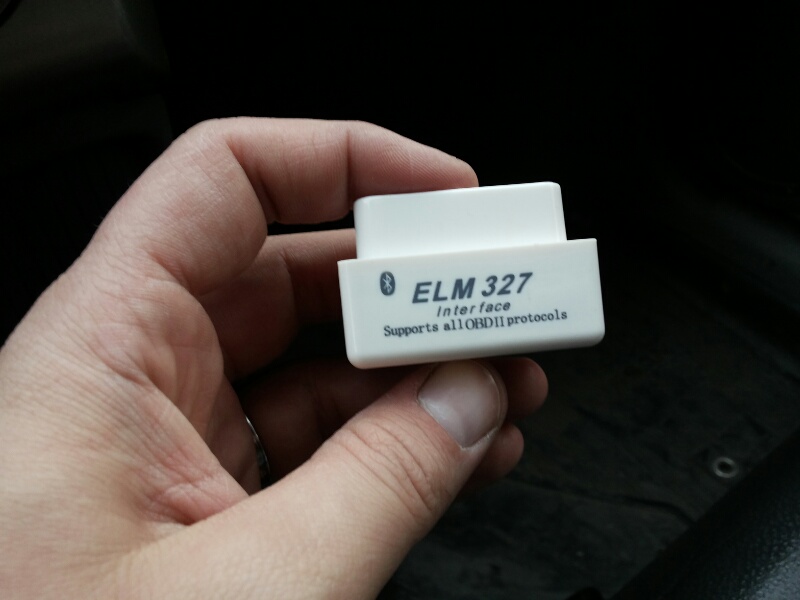 ELM 327
Interface
Supports all OBDII protocols